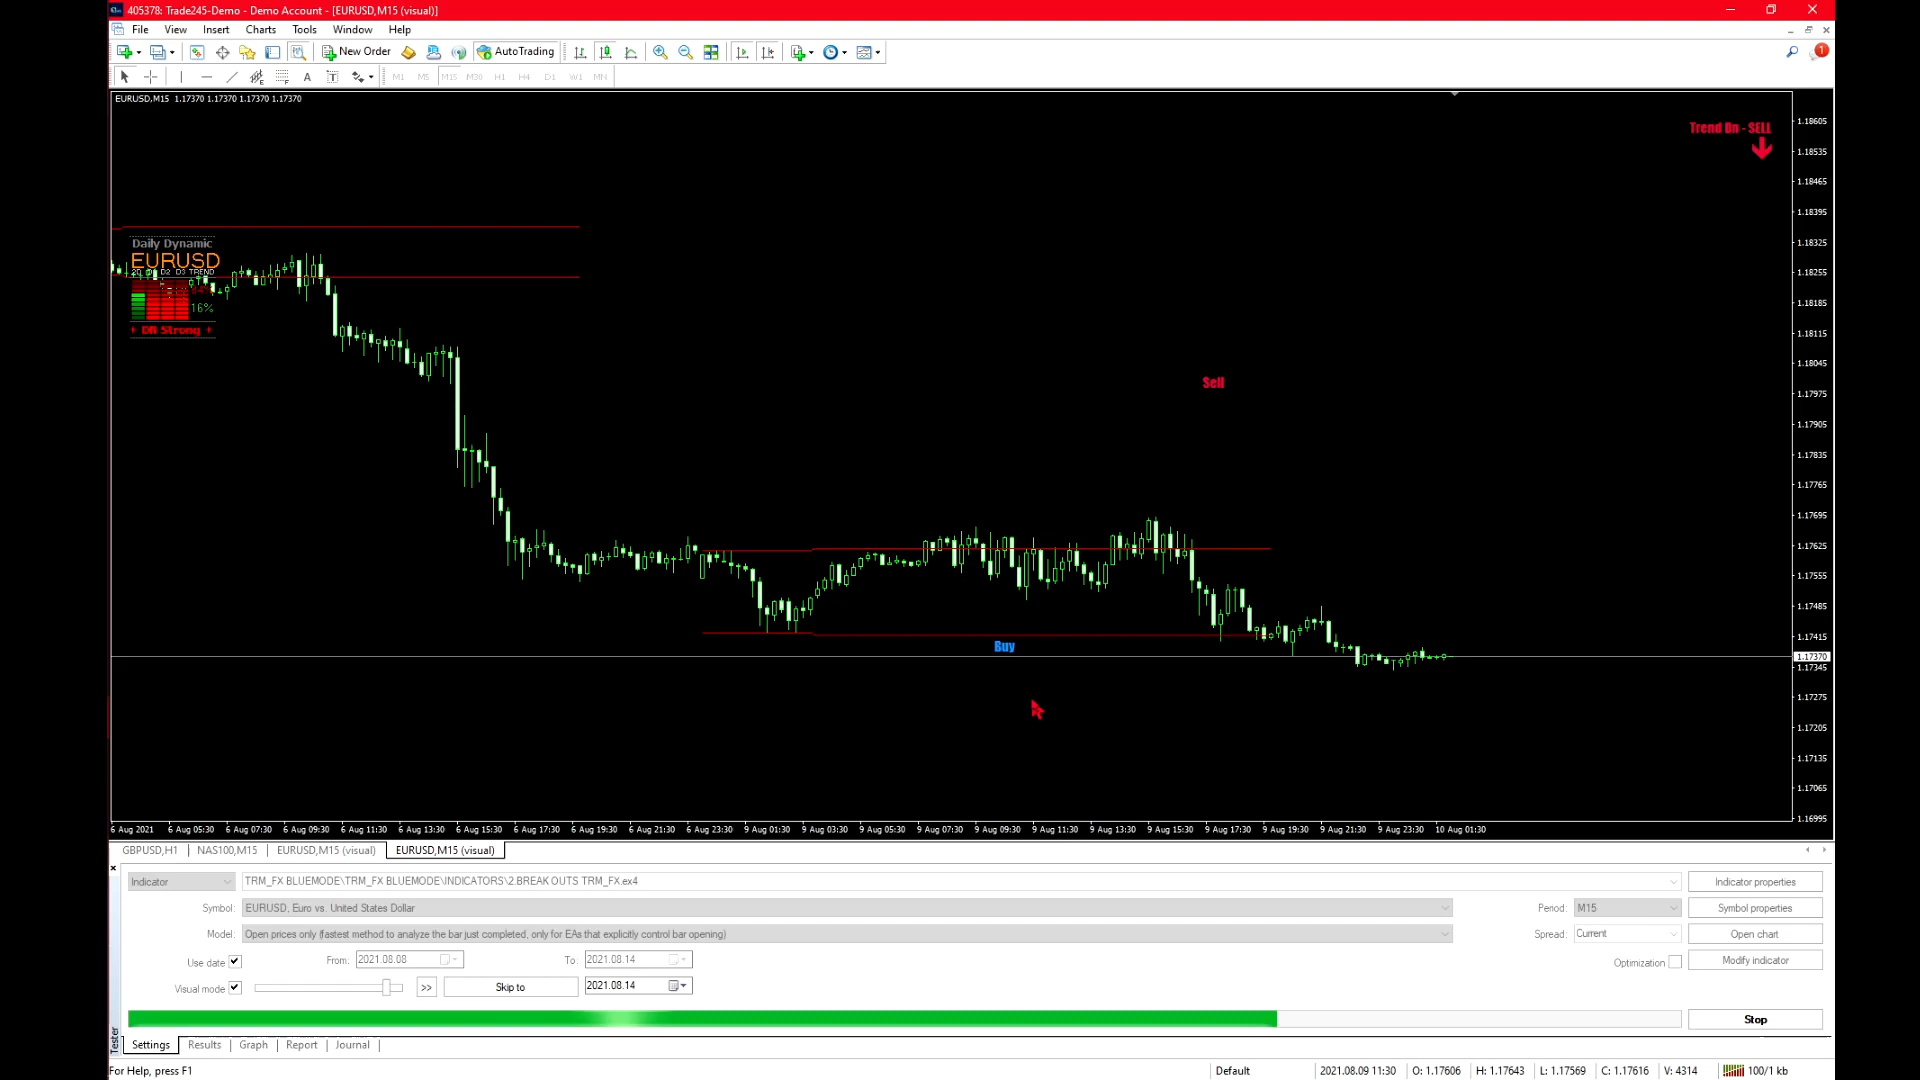 405378: Trade245-Demo - Demo Account - [EURUSD,M15 (visual)]
File View Insert Charts Tools Window Help
New Order AutoTrading
1
A T M1 M5 M15 M30 H1 H4 D1 W1 MN
EURUSD,M15 1.17370 1.17370 1.17370 1.17370
1.18605
Trend On - SELL
1.18535
1.18465
1.18395
1.18325
1.18255
1.18185
1.18115
1.18045
1.17975
1.17905
1.17835
1.17765
1.17695
1.17625
1.17555
1.17485
1.17415
1.17370
1.17345
1.17275
1.17205
1.17135
1.17065
1.16995
Daily Dynamic
EURUSD
D2 D3 TREND
16%
+ DN Strong +
Sell
Buy
6 Aug 2021 6 Aug 05:30 6 Aug 07:30 6 Aug 09:30 6 Aug 11:30 6 Aug 13:30 6 Aug 15:30 6 Aug 17:30 6 Aug 19:30 6 Aug 21:30 6 Aug 23:30 9 Aug 01:30 9 Aug 03:30 9 Aug 05:30 9 Aug 07:30 9 Aug 09:30 9 Aug 11:30 9 Aug 13:30 9 Aug 15:30 9 Aug 17:30 9 Aug 19:30 9 Aug 21:30 9 Aug 23:30 10 Aug 01:30
GBPUSD,H1 NAS100,M15 EURUSD,M15 (visual) EURUSD,M15 (visual)
Indicator TRM_FX BLUEMODE\TRM_FX BLUEMODE\INDICATORS\2.BREAK OUTS TRM_FX.ex4 Indicator properties
Symbol: EURUSD, Euro vs. United States Dollar Period: M15 Symbol properties
Model: Open prices only (fastest method to analyze the bar just completed, only for EAs that explicitly control bar opening) Spread: Current Open chart
Use date From: 2021.08.08 To: 2021.08.14 Optimization Modify indicator
Visual mode >> Skip to 2021.08.14
Stop
Tester
Settings Results Graph Report Journal
For Help, press F1 Default 2021.08.09 11:30 O: 1.17606 H: 1.17643 L: 1.17569 C: 1.17616 V: 4314 100/1 kb